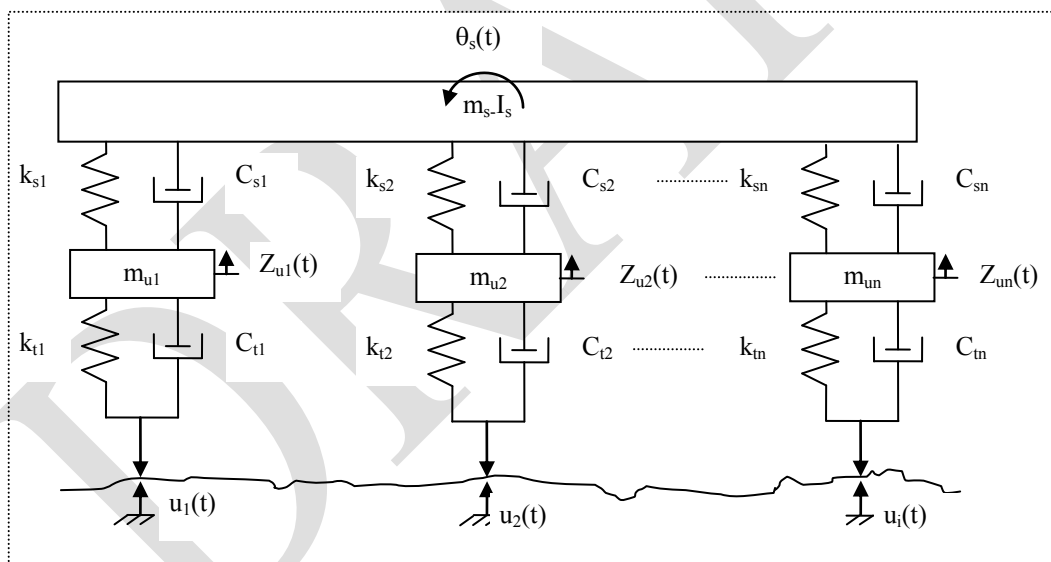 θs(t)
ms-Is
ks1 Cs1 ks2 Cs2 ........... ksn Csn
mu1 Zu1(t) mu2 Zu2(t) ........... mun Zun(t)
kt1 Ct1 kt2 Ct2 ........... ktn Ctn
u1(t) u2(t) ui(t)
DRAFT